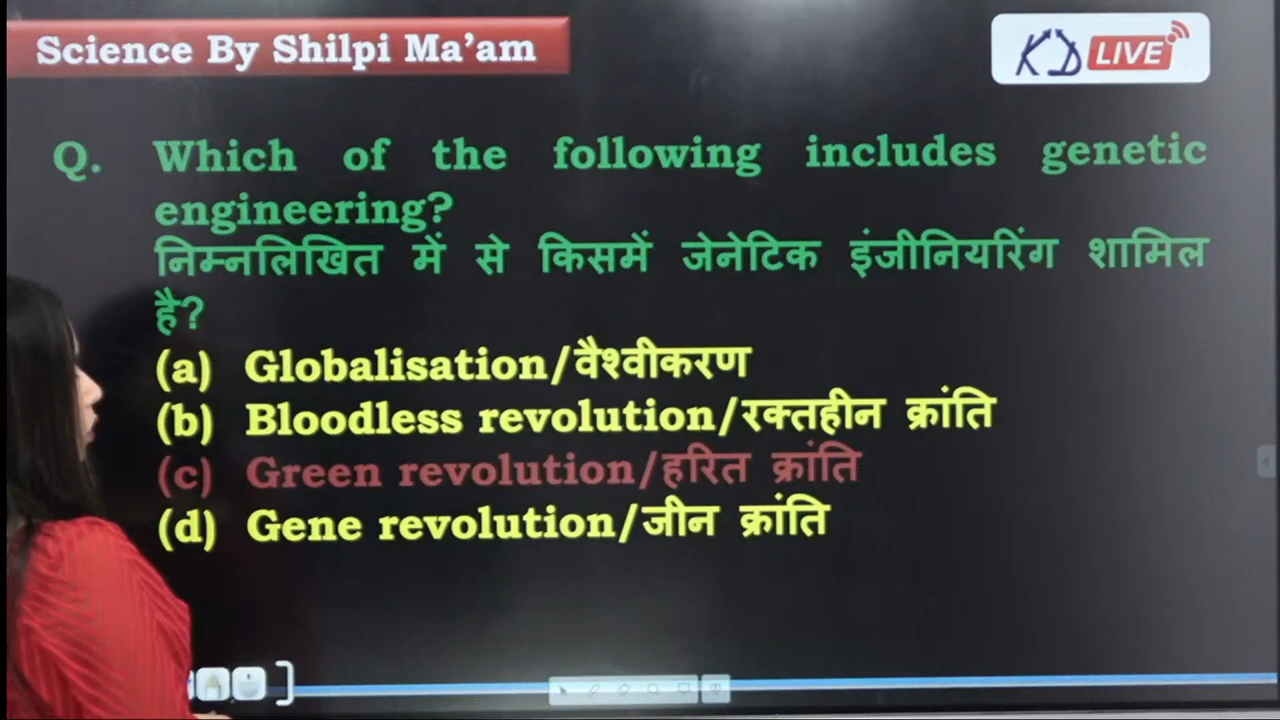 Science By Shilpi Ma’am
KD LIVE
Q. Which of the following includes genetic
engineering?
निम्नलिखित में से किसमें जेनेटिक इंजीनियरिंग शामिल
है?
(a) Globalisation/वैश्वीकरण
(b) Bloodless revolution/रक्तहीन क्रांति
(c) Green revolution/हरित क्रांति
(d) Gene revolution/जीन क्रांति